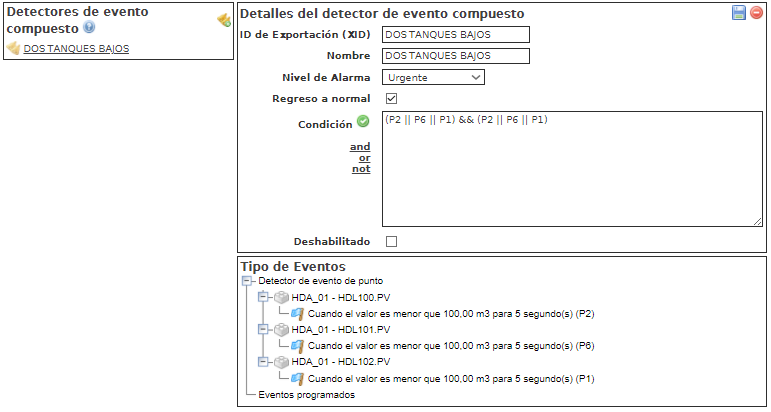 Detectores de evento
compuesto
DOS TANQUES BAJOS
Detalles del detector de evento compuesto
ID de Exportación (XID) DOS TANQUES BAJOS
Nombre DOS TANQUES BAJOS
Nivel de Alarma Urgente
Regreso a normal
Condición (P2 || P6 || P1) && (P2 || P6 || P1)
and
or
not
Deshabilitado
Tipo de Eventos
Detector de evento de punto
HDA_01 - HDL100.PV
Cuando el valor es menor que 100,00 m3 para 5 segundo(s) (P2)
HDA_01 - HDL101.PV
Cuando el valor es menor que 100,00 m3 para 5 segundo(s) (P6)
HDA_01 - HDL102.PV
Cuando el valor es menor que 100,00 m3 para 5 segundo(s) (P1)
Eventos programados